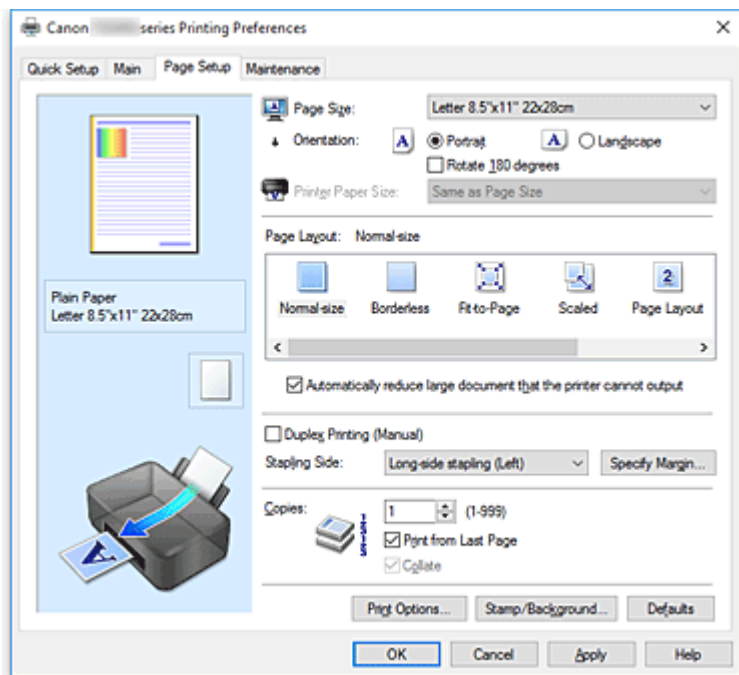 Canon series Printing Preferences
Quick Setup Main Page Setup Maintenance
Page Size: Letter 8.5"x11" 22x28cm
Orientation: A Portrait A Landscape
Rotate 180 degrees
Printer Paper Size: Same as Page Size
Page Layout: Normal-size
2
Normal-size Borderless Fit-to-Page Scaled Page Layout
Plain Paper
Letter 8.5"x11" 22x28cm
Automatically reduce large document that the printer cannot output
Duplex Printing (Manual)
Stapling Side: Long-side stapling (Left) Specify Margin...
Copies: 1 (1-999)
Print from Last Page
Collate
A
Print Options... Stamp/Background... Defaults
OK Cancel Apply Help